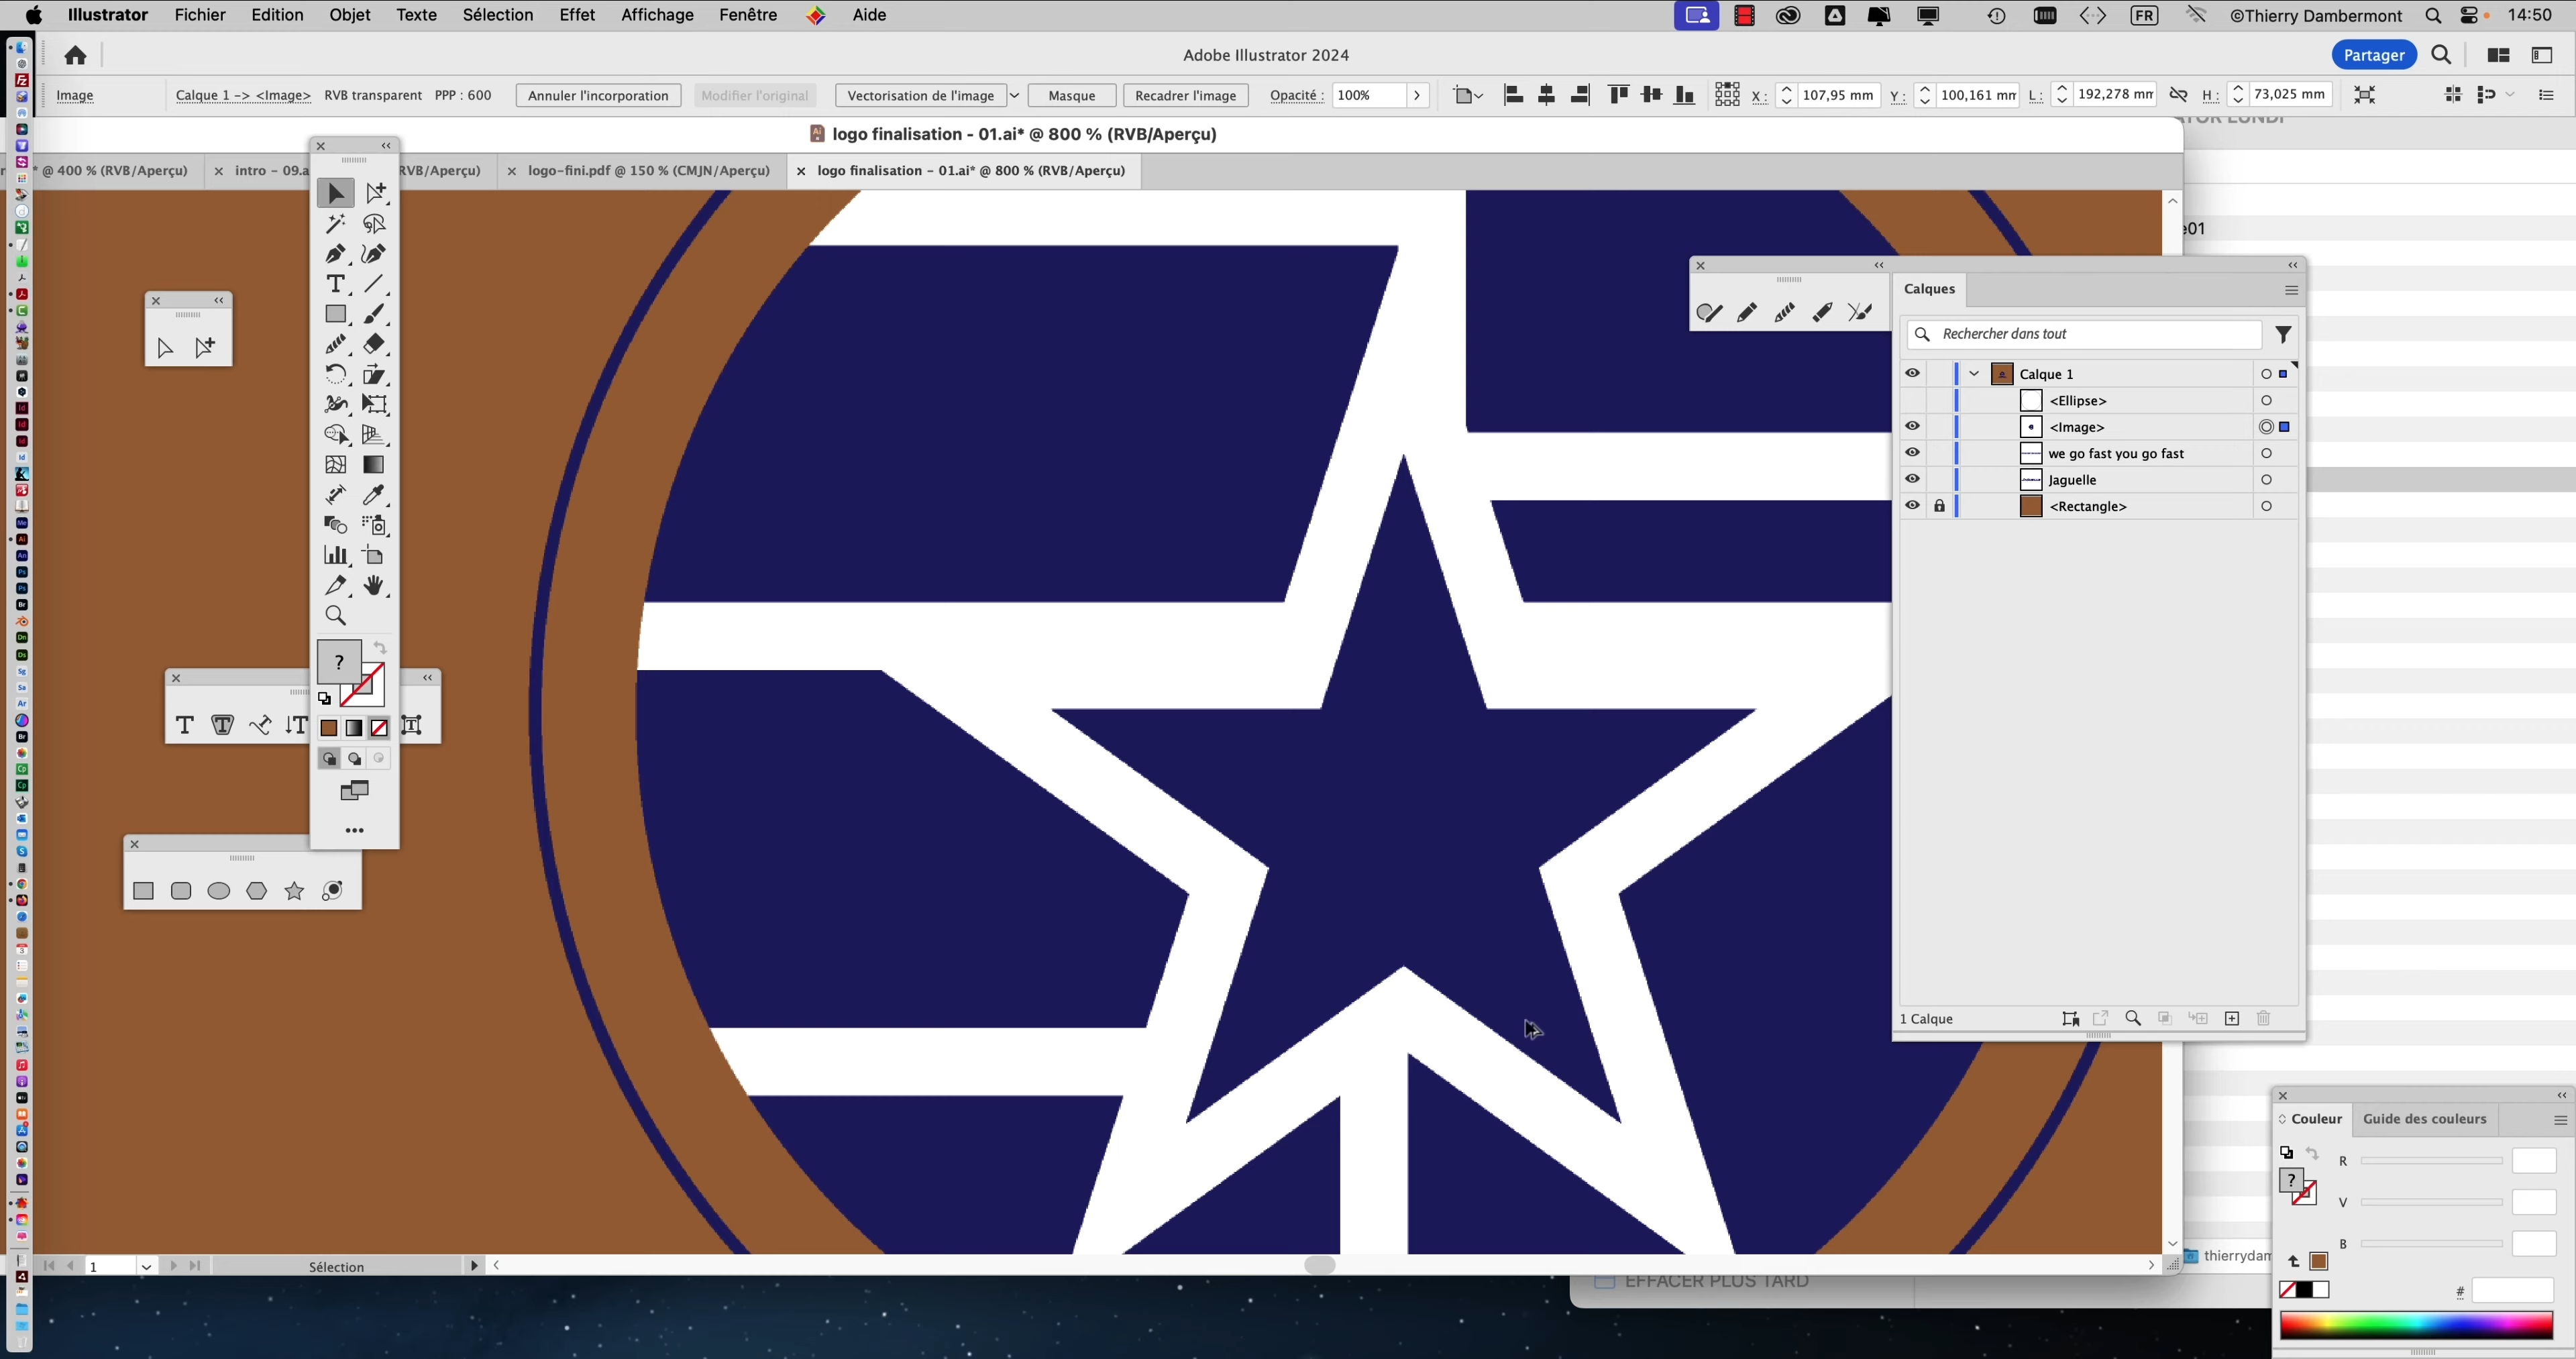 Illustrator Fichier Edition Objet Texte Sélection Effet Affichage Fenêtre Aide FR ©Thierry Dambermont 14:50
Adobe Illustrator 2024 Partager
Image Calque 1 -> <Image> RVB transparent PPP : 600 Annuler l'incorporation Modifier l'original Vectorisation de l'image Masque Recadrer l'image Opacité : 100% X : 107,95 mm Y : 100,161 mm L : 192,278 mm H : 73,025 mm
logo finalisation - 01.ai* @ 800 % (RVB/Aperçu)
* @ 400 % (RVB/Aperçu) intro - 09.a RVB/Aperçu) logo-fini.pdf @ 150 % (CMJN/Aperçu) logo finalisation - 01.ai* @ 800 % (RVB/Aperçu)
e01
Calques
Rechercher dans tout
Calque 1
<Ellipse>
<Image>
we go fast you go fast
Jaguelle
<Rectangle>
?
1 Calque
Couleur Guide des couleurs
R
?
V
B
#
1 Sélection
thierrydam
EFFACER PLUS TARD